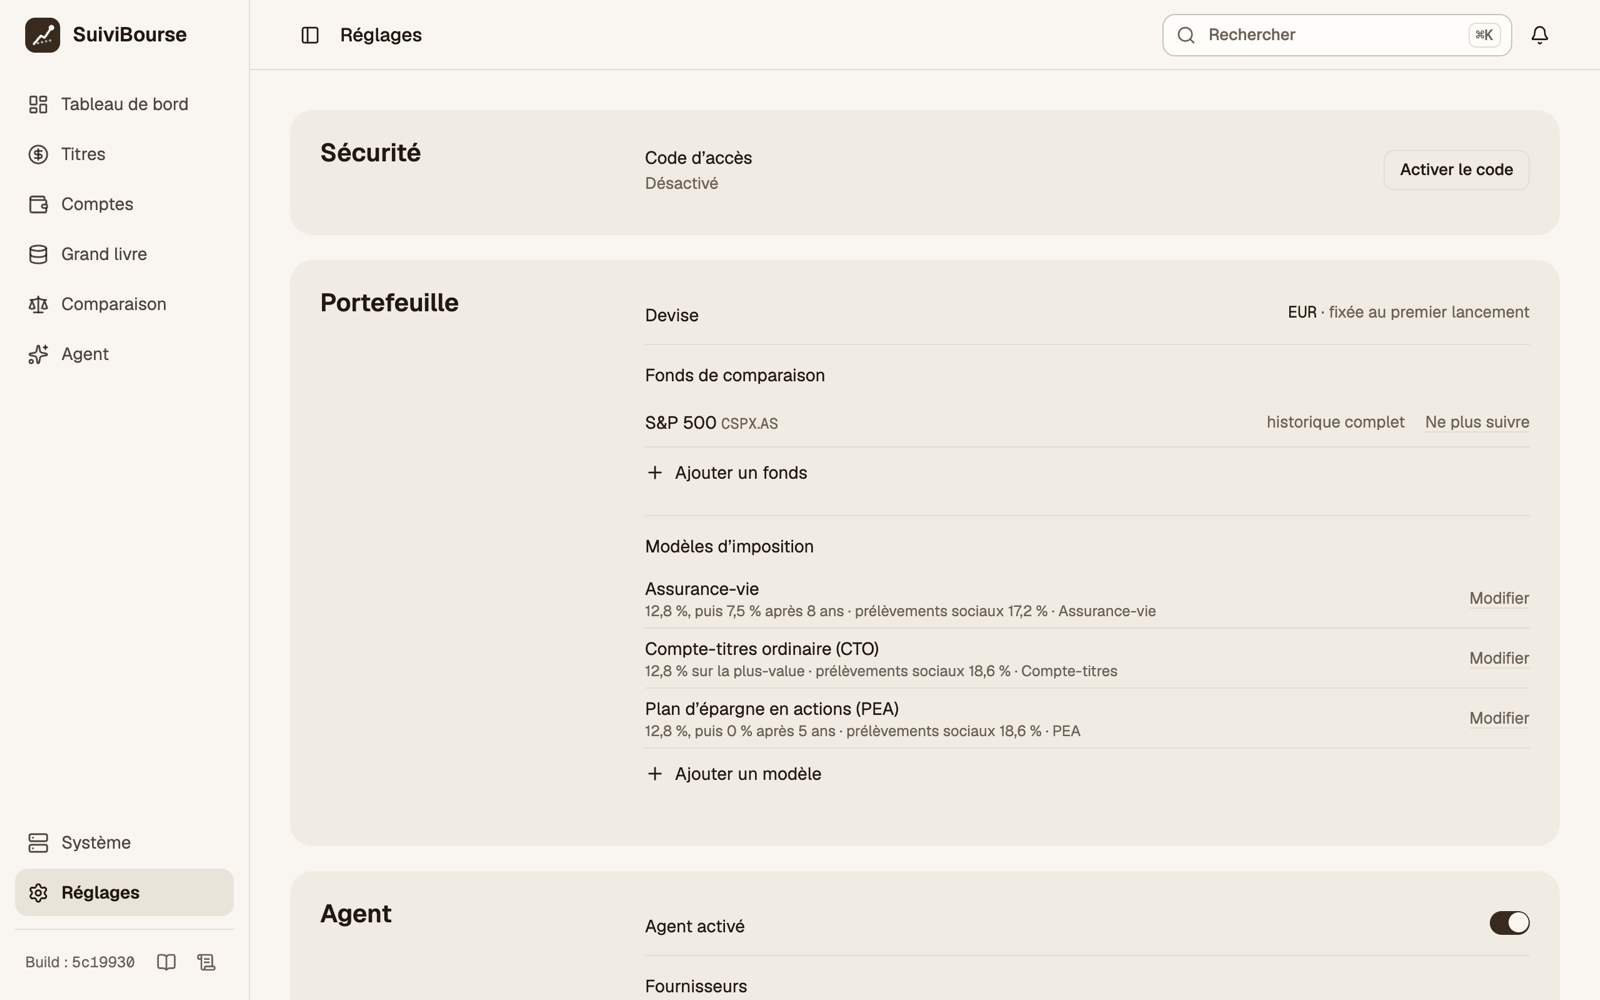 SuiviBourse
Réglages
Rechercher
⌘K
Tableau de bord
Titres
Comptes
Grand livre
Comparaison
Agent
Système
Réglages
Build : 5c19930
Sécurité
Code d’accès
Désactivé
Activer le code
Portefeuille
Devise
EUR · fixée au premier lancement
Fonds de comparaison
S&P 500 CSPX.AS
historique complet
Ne plus suivre
Ajouter un fonds
Modèles d’imposition
Assurance-vie
12,8 %, puis 7,5 % après 8 ans · prélèvements sociaux 17,2 % · Assurance-vie
Modifier
Compte-titres ordinaire (CTO)
12,8 % sur la plus-value · prélèvements sociaux 18,6 % · Compte-titres
Modifier
Plan d’épargne en actions (PEA)
12,8 %, puis 0 % après 5 ans · prélèvements sociaux 18,6 % · PEA
Modifier
Ajouter un modèle
Agent
Agent activé
Fournisseurs